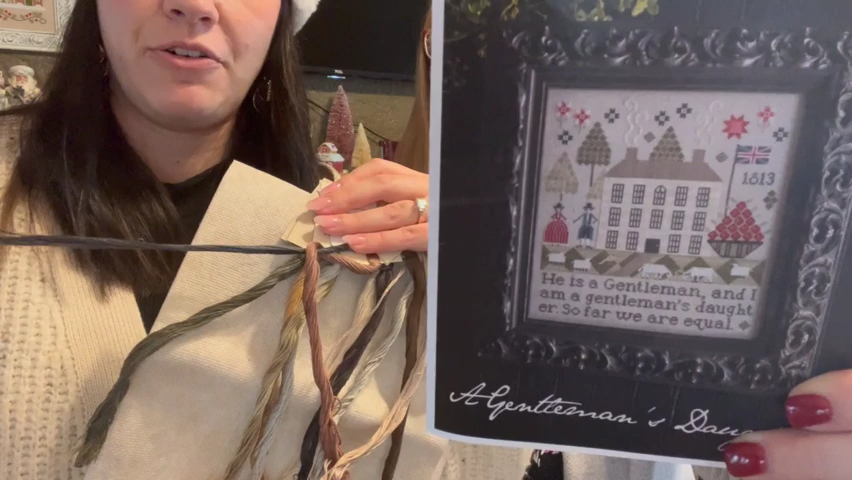 1813
He is a Gentleman, and I
am a gentleman's daught
er. So far we are equal.
A Gentleman's Daug